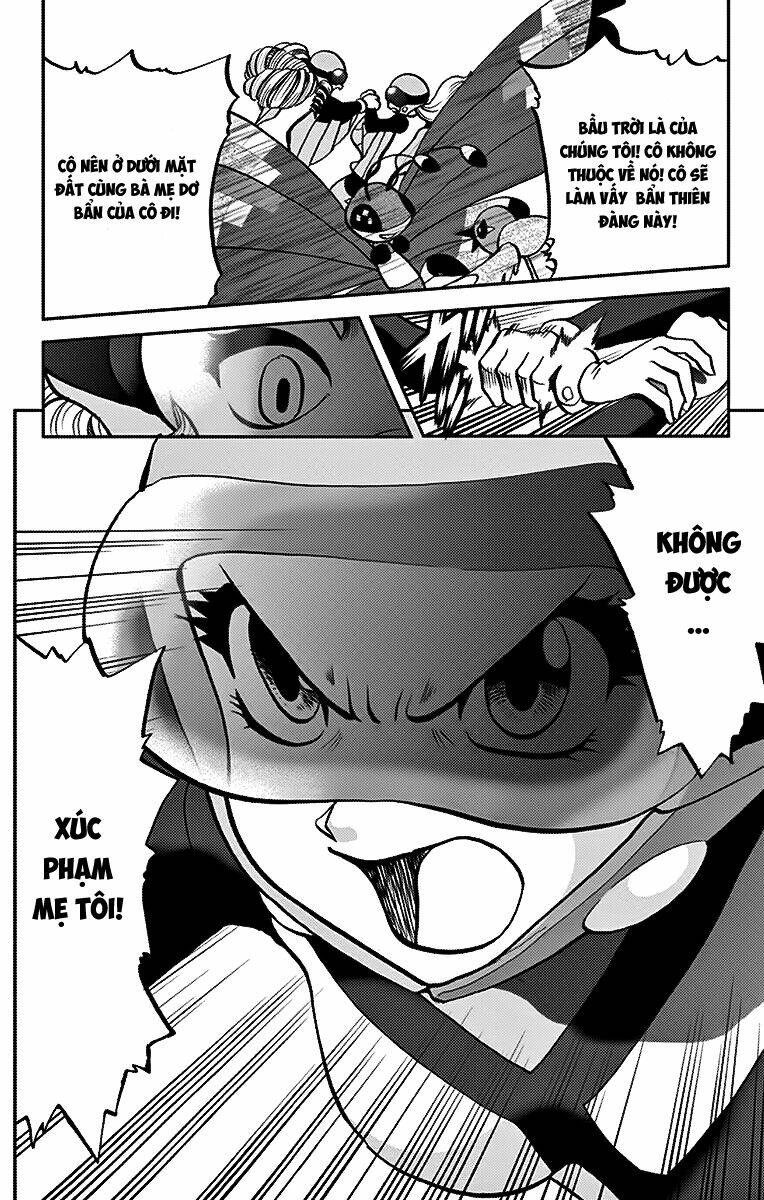 BẦU TRỜI LÀ CỦA
CHÚNG TÔI! CÔ KHÔNG
THUỘC VỀ NÓ! CÔ SẼ
LÀM VẤY BẨN THIÊN
ĐÀNG NÀY!
CÔ NÊN Ở DƯỚI MẶT
ĐẤT CÙNG BÀ MẸ DƠ
BẨN CỦA CÔ ĐI!
KHÔNG
ĐƯỢC
...
XÚC
PHẠM
MẸ TÔI!